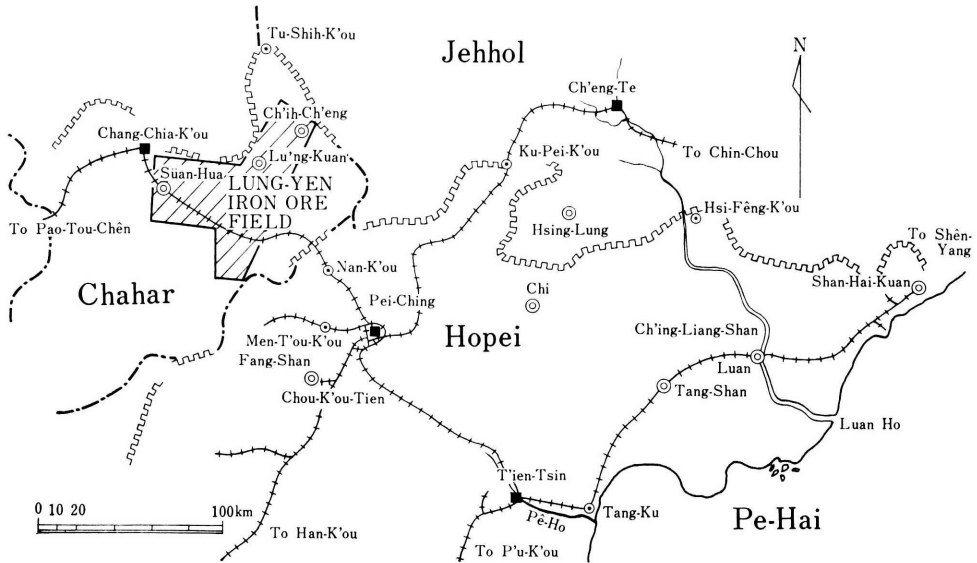 Tu-Shih-K'ou
Jehhol
N
Ch'eng-Te
Ch'ih-Ch'eng
Chang-Chia-K'ou
To Chin-Chou
Lu'ng-Kuan
Ku-Pei-K'ou
Süan-Hua
LUNG-YEN
IRON ORE
FIELD
Hsi-Fêng-K'ou
To Pao-Tou-Chên
Hsing-Lung
To Shên-
Yang
Nan-K'ou
Shan-Hai-Kuan
Chahar
Chi
Pei-Ching
Hopei
Ch'ing-Liang-Shan
Men-T'ou-K'ou
Fang-Shan
Luan
Chou-K'ou-Tien
Tang-Shan
Luan Ho
T'ien-Tsin
0 10 20 100km
Tang-Ku
Pê-Ho
Pe-Hai
To Han-K'ou
To P'u-K'ou